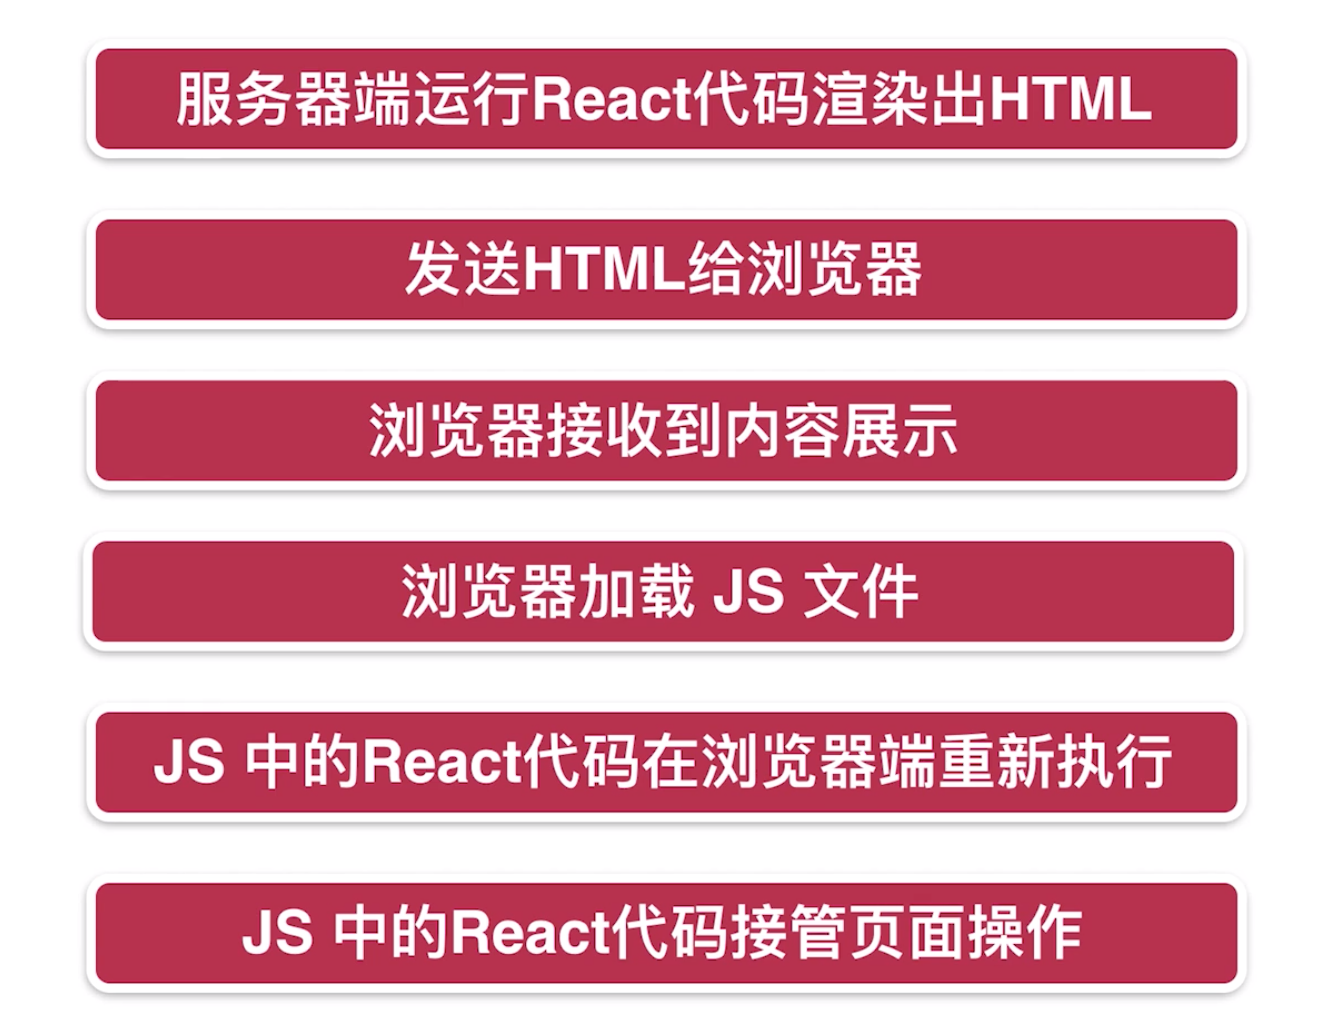 服务器端运行React代码渲染出HTML
发送HTML给浏览器
浏览器接收到内容展示
浏览器加载 JS 文件
JS 中的React代码在浏览器端重新执行
JS 中的React代码接管页面操作